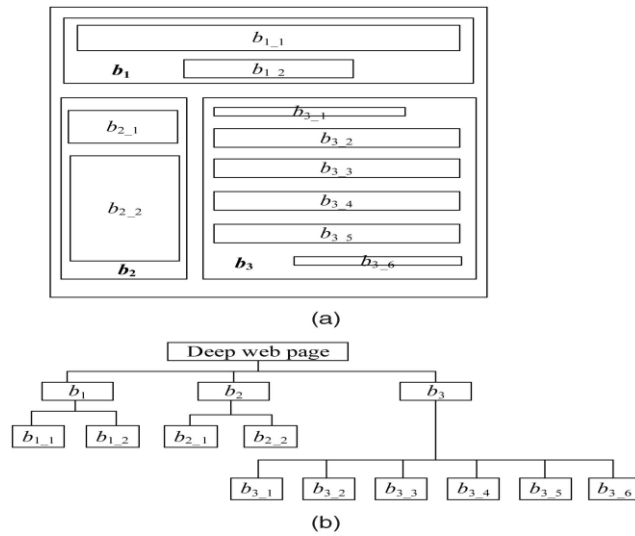 b1_1
b1 b1_2
b2_1
b2_2
b2
b3_1
b3_2
b3_3
b3_4
b3_5
b3 b3_6
(a)
Deep web page
b1 b2 b3
b1_1 b1_2 b2_1 b2_2
b3_1 b3_2 b3_3 b3_4 b3_5 b3_6
(b)